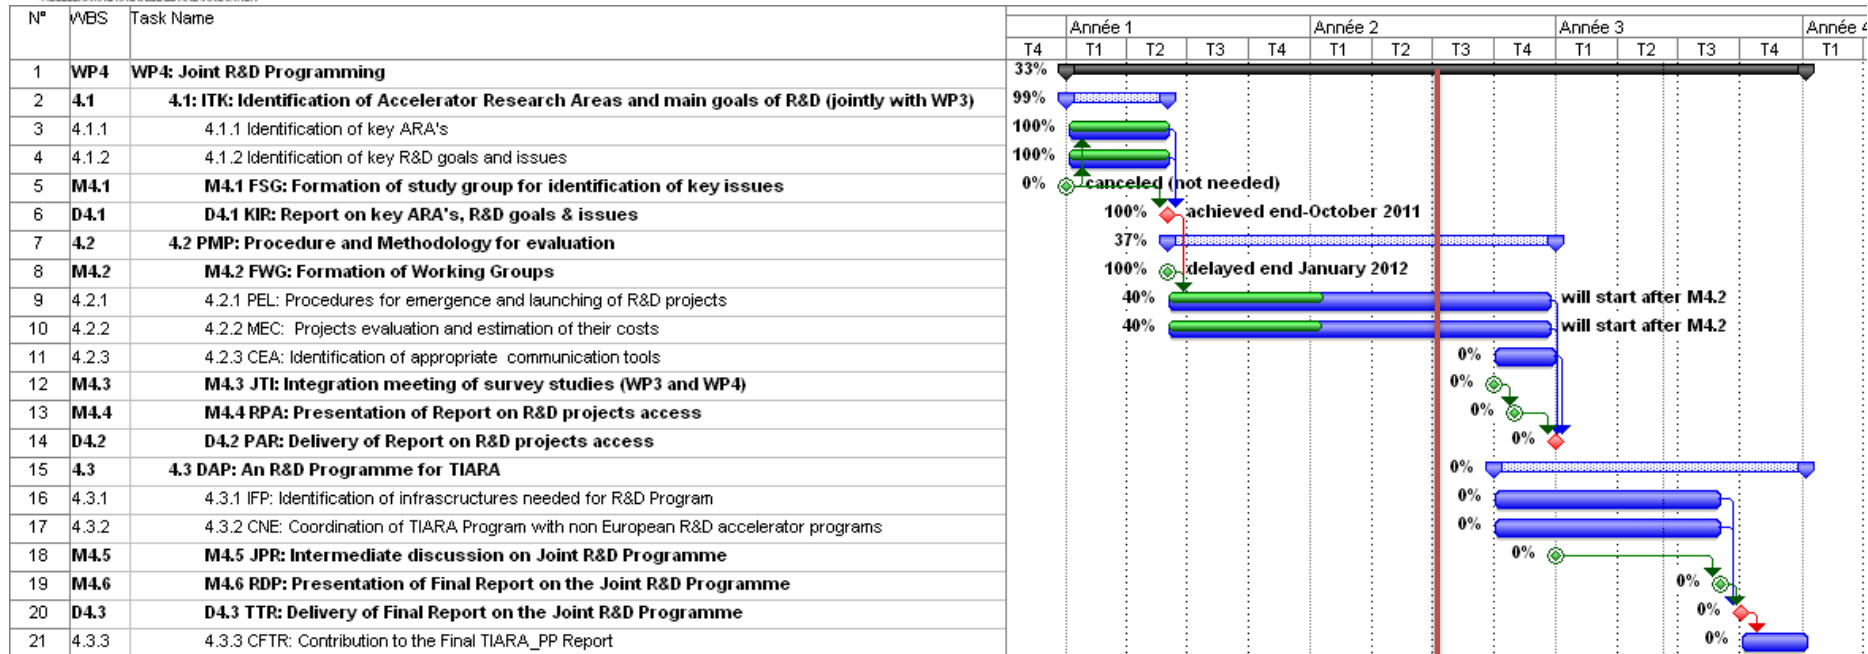 N° WBS Task Name
Année 1 Année 2 Année 3 Année 4
T4 T1 T2 T3 T4 T1 T2 T3 T4 T1 T2 T3 T4 T1
1 WP4 WP4: Joint R&D Programming 33%
2 4.1 4.1: ITK: Identification of Accelerator Research Areas and main goals of R&D (jointly with WP3) 99%
3 4.1.1 4.1.1 Identification of key ARA's 100%
4 4.1.2 4.1.2 Identification of key R&D goals and issues 100%
5 M4.1 M4.1 FSG: Formation of study group for identification of key issues 0% canceled (not needed)
6 D4.1 D4.1 KIR: Report on key ARA's, R&D goals & issues 100% achieved end-October 2011
7 4.2 4.2 PMP: Procedure and Methodology for evaluation 37%
8 M4.2 M4.2 FWG: Formation of Working Groups 100% delayed end January 2012
9 4.2.1 4.2.1 PEL: Procedures for emergence and launching of R&D projects 40% will start after M4.2
10 4.2.2 4.2.2 MEC: Projects evaluation and estimation of their costs 40% will start after M4.2
11 4.2.3 4.2.3 CEA: Identification of appropriate communication tools 0%
12 M4.3 M4.3 JTI: Integration meeting of survey studies (WP3 and WP4) 0%
13 M4.4 M4.4 RPA: Presentation of Report on R&D projects access 0%
14 D4.2 D4.2 PAR: Delivery of Report on R&D projects access 0%
15 4.3 4.3 DAP: An R&D Programme for TIARA 0%
16 4.3.1 4.3.1 IFP: Identification of infrascructures needed for R&D Program 0%
17 4.3.2 4.3.2 CNE: Coordination of TIARA Program with non European R&D accelerator programs 0%
18 M4.5 M4.5 JPR: Intermediate discussion on Joint R&D Programme 0%
19 M4.6 M4.6 RDP: Presentation of Final Report on the Joint R&D Programme 0%
20 D4.3 D4.3 TTR: Delivery of Final Report on the Joint R&D Programme 0%
21 4.3.3 4.3.3 CFTR: Contribution to the Final TIARA_PP Report 0%